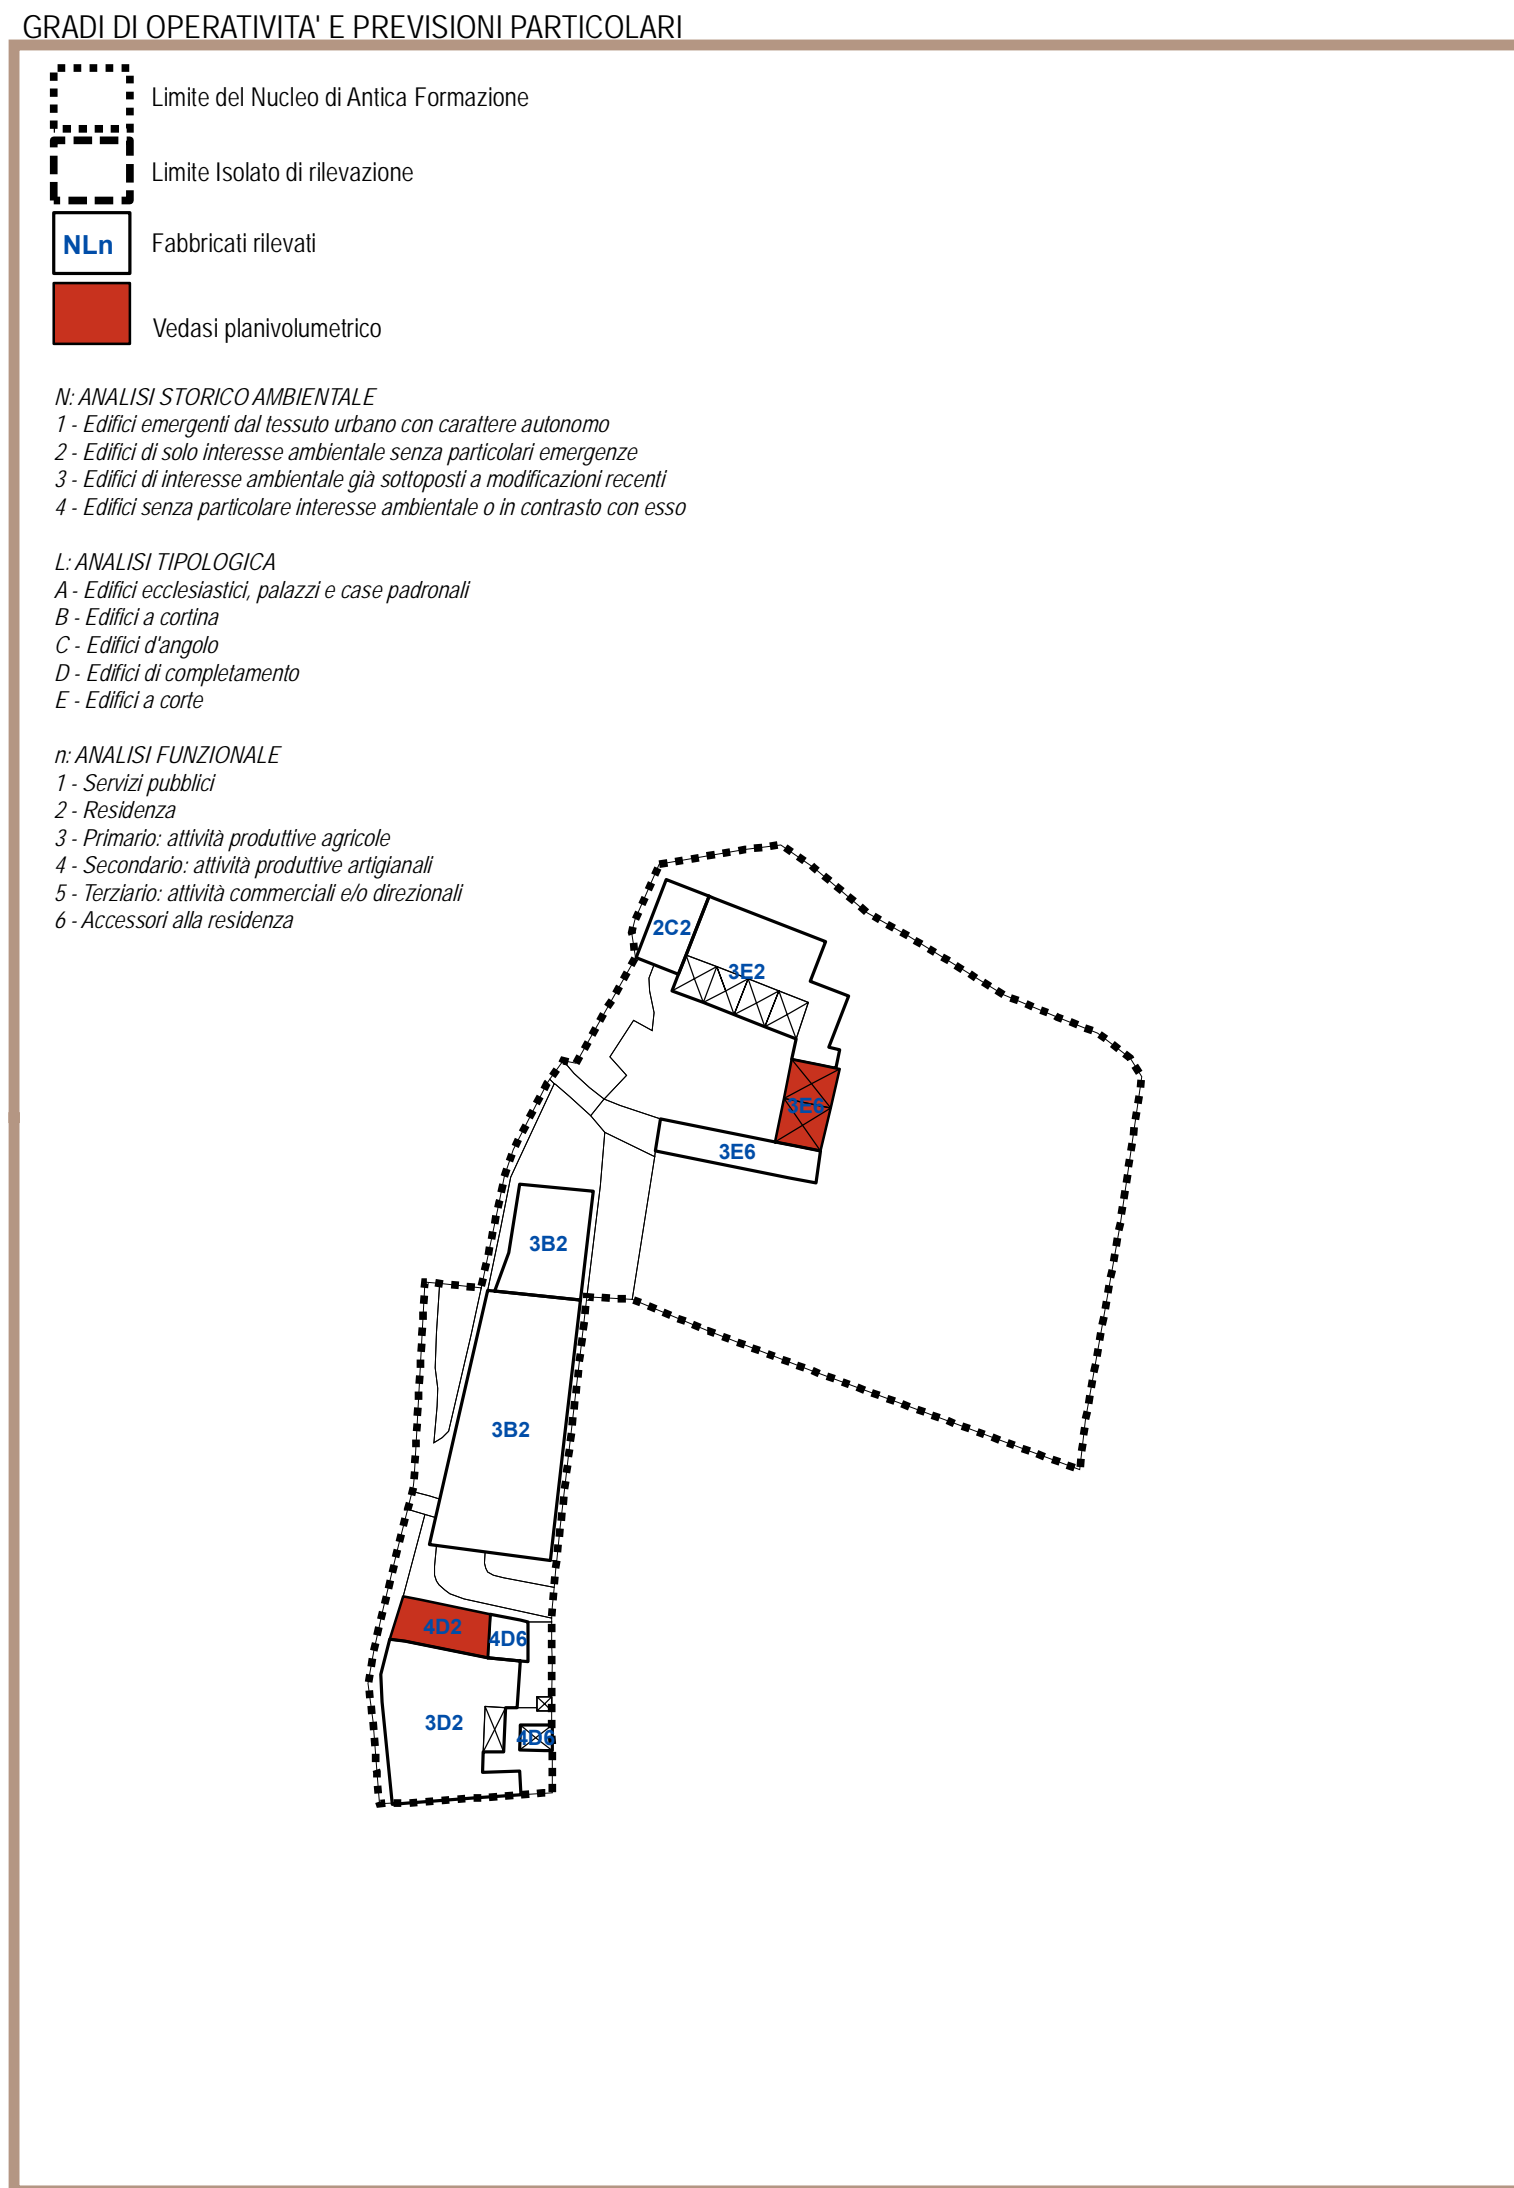 GRADI DI OPERATIVITA' E PREVISIONI PARTICOLARI
Limite del Nucleo di Antica Formazione
Limite Isolato di rilevazione
NLn Fabbricati rilevati
Vedasi planivolumetrico
N: ANALISI STORICO AMBIENTALE
1 - Edifici emergenti dal tessuto urbano con carattere autonomo
2 - Edifici di solo interesse ambientale senza particolari emergenze
3 - Edifici di interesse ambientale già sottoposti a modificazioni recenti
4 - Edifici senza particolare interesse ambientale o in contrasto con esso
L: ANALISI TIPOLOGICA
A - Edifici ecclesiastici, palazzi e case padronali
B - Edifici a cortina
C - Edifici d'angolo
D - Edifici di completamento
E - Edifici a corte
n: ANALISI FUNZIONALE
1 - Servizi pubblici
2 - Residenza
3 - Primario: attività produttive agricole
4 - Secondario: attività produttive artigianali
5 - Terziario: attività commerciali e/o direzionali
6 - Accessori alla residenza
2C2
3E2
3E6
3E6
3B2
3B2
4D2
4D6
3D2
4D6